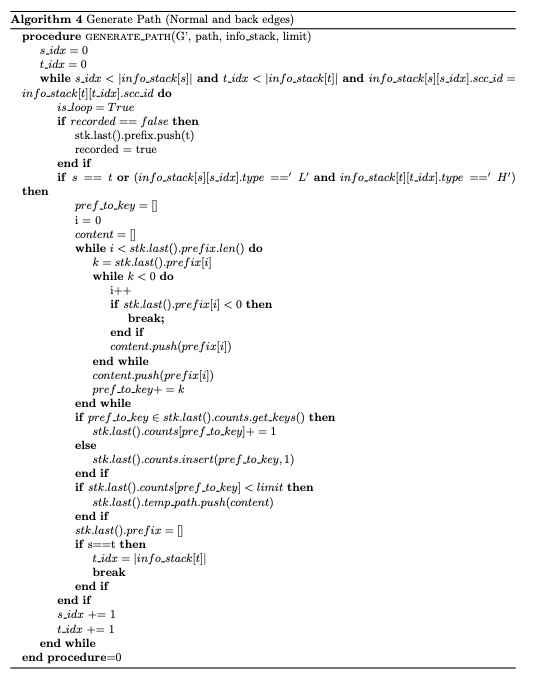 Algorithm 4 Generate Path (Normal and back edges)
procedure GENERATE_PATH(G', path, info_stack, limit)
s_idx = 0
t_idx = 0
while s_idx < |info_stack[s]| and t_idx < |info_stack[t]| and info_stack[s][s_idx].scc_id =
info_stack[t][t_idx].scc_id do
is_loop = True
if recorded == false then
stk.last().prefix.push(t)
recorded = true
end if
if s == t or (info_stack[s][s_idx].type ==' L' and info_stack[t][t_idx].type ==' H')
then
pref_to_key = []
i = 0
content = []
while i < stk.last().prefix.len() do
k = stk.last().prefix[i]
while k < 0 do
i++
if stk.last().prefix[i] < 0 then
break;
end if
content.push(prefix[i])
end while
content.push(prefix[i])
pref_to_key+ = k
end while
if pref_to_key ∈ stk.last().counts.get_keys() then
stk.last().counts[pref_to_key]+ = 1
else
stk.last().counts.insert(pref_to_key, 1)
end if
if stk.last().counts[pref_to_key] < limit then
stk.last().temp_path.push(content)
end if
stk.last().prefix = []
if s==t then
t_idx = |info_stack[t]|
break
end if
end if
s_idx += 1
t_idx += 1
end while
end procedure=0